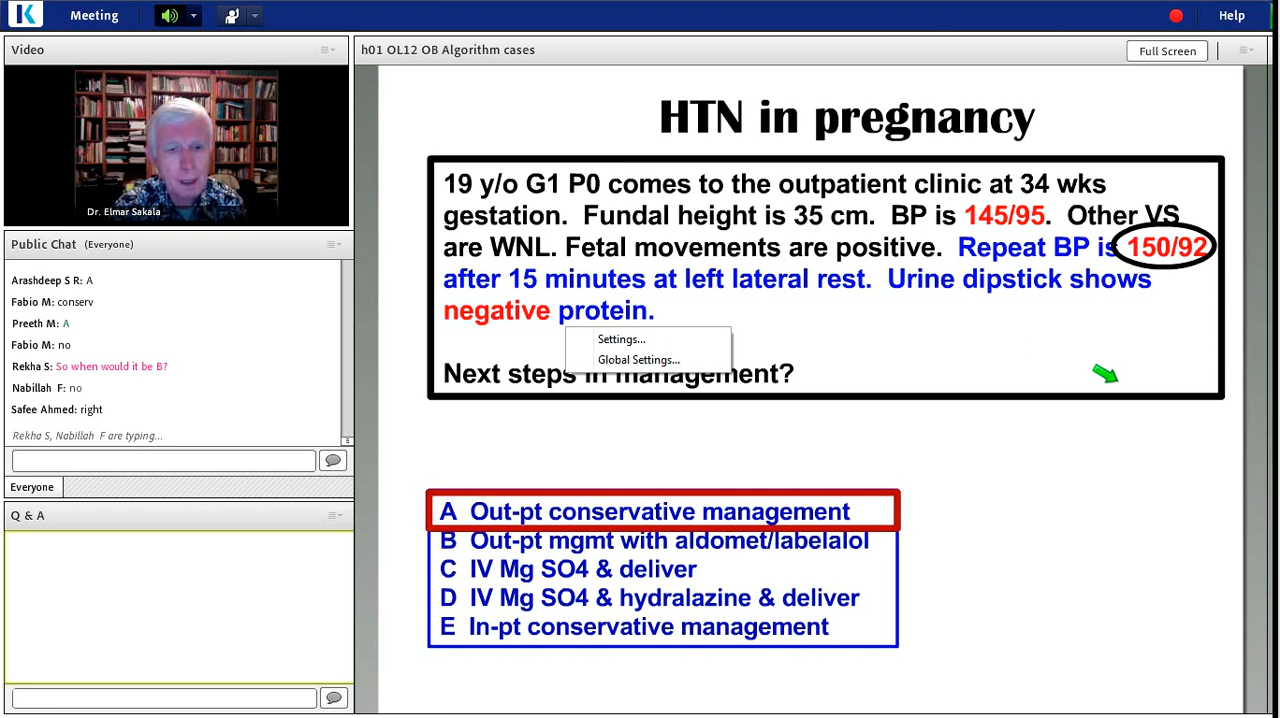 K
Meeting
Help
Video
Dr. Elmar Sakala
Public Chat (Everyone)
Arashdeep S R: A
Fabio M: conserv
Preeth M: A
Fabio M: no
Rekha S: So when would it be B?
Nabillah F: no
Safee Ahmed: right
Rekha S, Nabillah F are typing...
Everyone
Q & A
h01 OL12 OB Algorithm cases
Full Screen
HTN in pregnancy
19 y/o G1 P0 comes to the outpatient clinic at 34 wks
gestation. Fundal height is 35 cm. BP is 145/95. Other VS
are WNL. Fetal movements are positive. Repeat BP is 150/92
after 15 minutes at left lateral rest. Urine dipstick shows
negative protein.
Settings...
Global Settings...
Next steps in management?
A Out-pt conservative management
B Out-pt mgmt with aldomet/labelalol
C IV Mg SO4 & deliver
D IV Mg SO4 & hydralazine & deliver
E In-pt conservative management